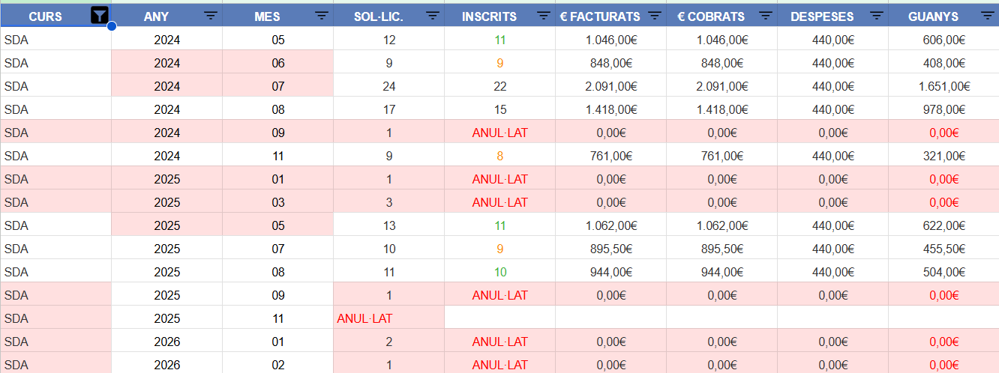 CURS ANY MES SOL·LIC. INSCRITS € FACTURATS € COBRATS DESPESES GUANYS
SDA 2024 05 12 11 1.046,00€ 1.046,00€ 440,00€ 606,00€
SDA 2024 06 9 9 848,00€ 848,00€ 440,00€ 408,00€
SDA 2024 07 24 22 2.091,00€ 2.091,00€ 440,00€ 1.651,00€
SDA 2024 08 17 15 1.418,00€ 1.418,00€ 440,00€ 978,00€
SDA 2024 09 1 ANUL·LAT 0,00€ 0,00€ 0,00€ 0,00€
SDA 2024 11 9 8 761,00€ 761,00€ 440,00€ 321,00€
SDA 2025 01 1 ANUL·LAT 0,00€ 0,00€ 0,00€ 0,00€
SDA 2025 03 3 ANUL·LAT 0,00€ 0,00€ 0,00€ 0,00€
SDA 2025 05 13 11 1.062,00€ 1.062,00€ 440,00€ 622,00€
SDA 2025 07 10 9 895,50€ 895,50€ 440,00€ 455,50€
SDA 2025 08 11 10 944,00€ 944,00€ 440,00€ 504,00€
SDA 2025 09 1 ANUL·LAT 0,00€ 0,00€ 0,00€ 0,00€
SDA 2025 11 ANUL·LAT
SDA 2026 01 2 ANUL·LAT 0,00€ 0,00€ 0,00€ 0,00€
SDA 2026 02 1 ANUL·LAT 0,00€ 0,00€ 0,00€ 0,00€